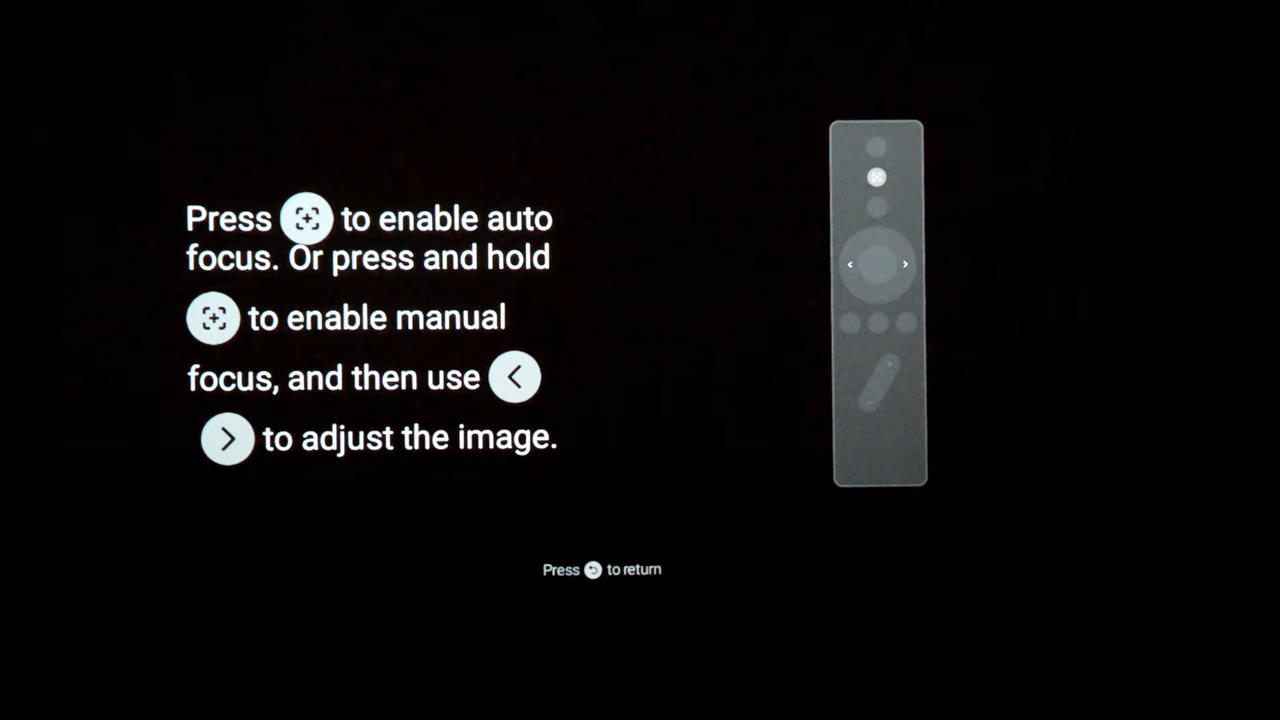 Press to enable auto
focus. Or press and hold
to enable manual
focus, and then use <
> to adjust the image.
Press to return